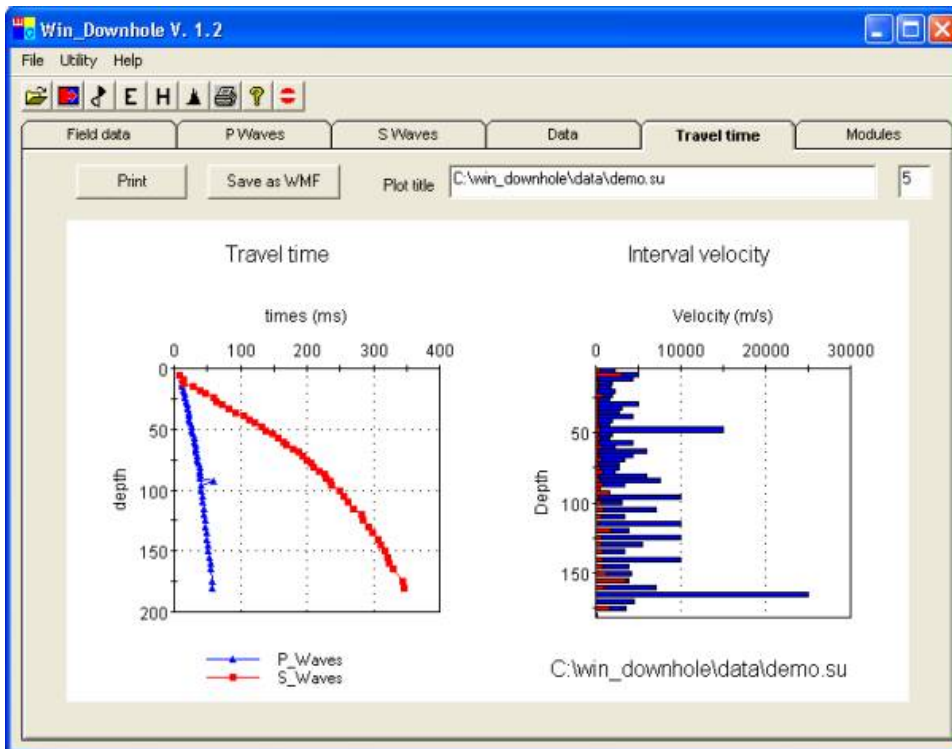 Win_Downhole V. 1.2
File Utility Help
E H
Field data P Waves S Waves Data Travel time Modules
Print Save as WMF Plot title C:\win_downhole\data\demo.su 5
Travel time
times (ms)
0 100 200 300 400
0
50
100
150
200
depth
P_Waves
S_Waves
Interval velocity
Velocity (m/s)
0 10000 20000 30000
50
100
150
Depth
C:\win_downhole\data\demo.su